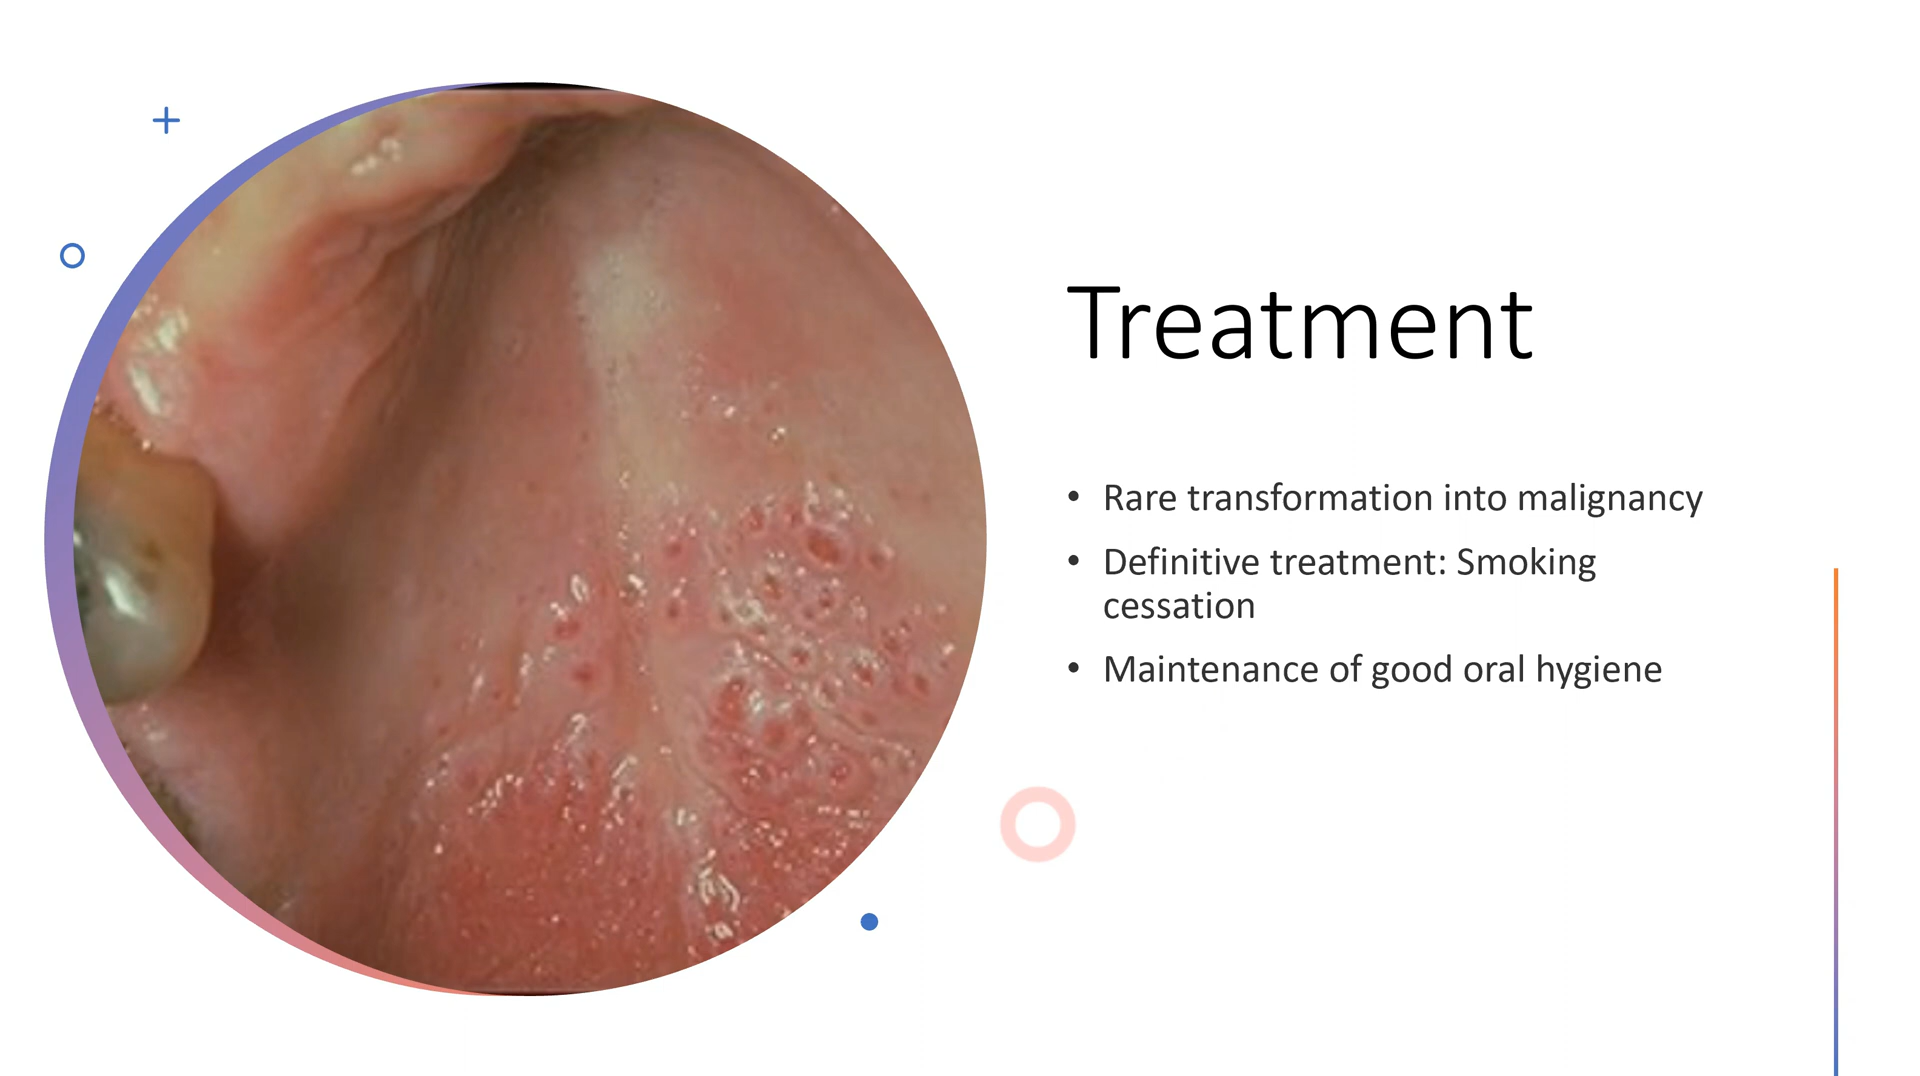 Treatment
• Rare transformation into malignancy
• Definitive treatment: Smoking
cessation
• Maintenance of good oral hygiene